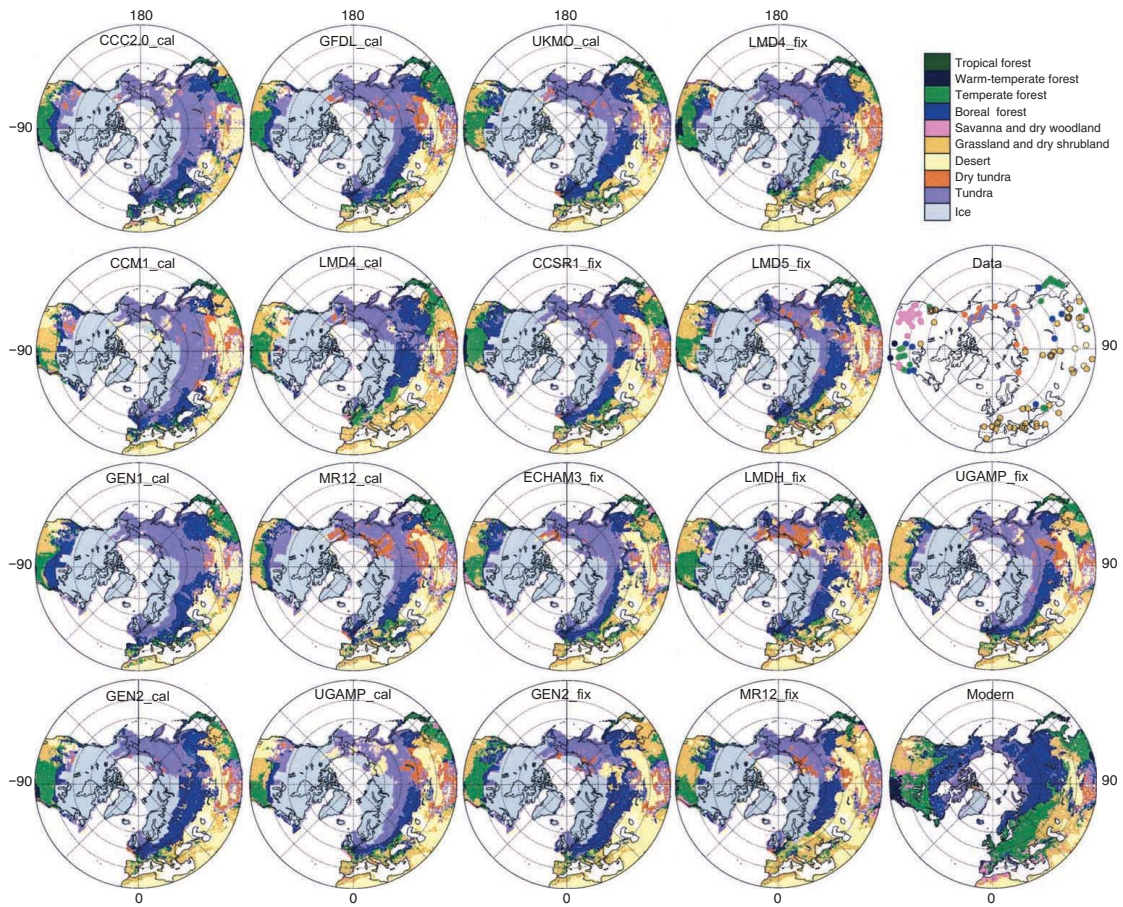 180
180
180
CCC2.0_cal
GFDL_cal
UKMO_cal
LMD4_fix
Tropical forest
Warm-temperate forest
Temperate forest
Boreal forest
Savanna and dry woodland
Grassland and dry shrubland
Desert
Dry tundra
Tundra
Ice
−90
CCM1_cal
LMD4_cal
CCSR1_fix
LMD5_fix
Data
−90
90
GEN1_cal
MR12_cal
ECHAM3_fix
LMDH_fix
UGAMP_fix
−90
90
GEN2_cal
UGAMP_cal
GEN2_fix
MR12_fix
Modern
−90
90
0
0
0
0